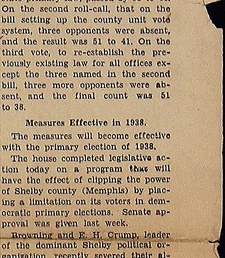 On the second roll-call, that on the
bill setting up the county unit vote
system, three opponents were absent,
and the result was 51 to 41. On the
third vote, to re-establish the pre-
viously existing law for all offices ex-
cept the three named in the second
bill, three more opponents were ab-
sent, and the final count was 51
to 38.
Measures Effective in 1938.
The measures will become effective
with the primary election of 1938.
The house completed legislative ac-
tion today on a program that will
have the effect of clipping the power
of Shelby county (Memphis) by plac-
ing a limitation on its voters in dem-
ocratic primary elections. Senate ap-
proval was given last week.
Browning and E. H. Crump, leader
of the dominant Shelby political or-
ganization, recently severed their al-